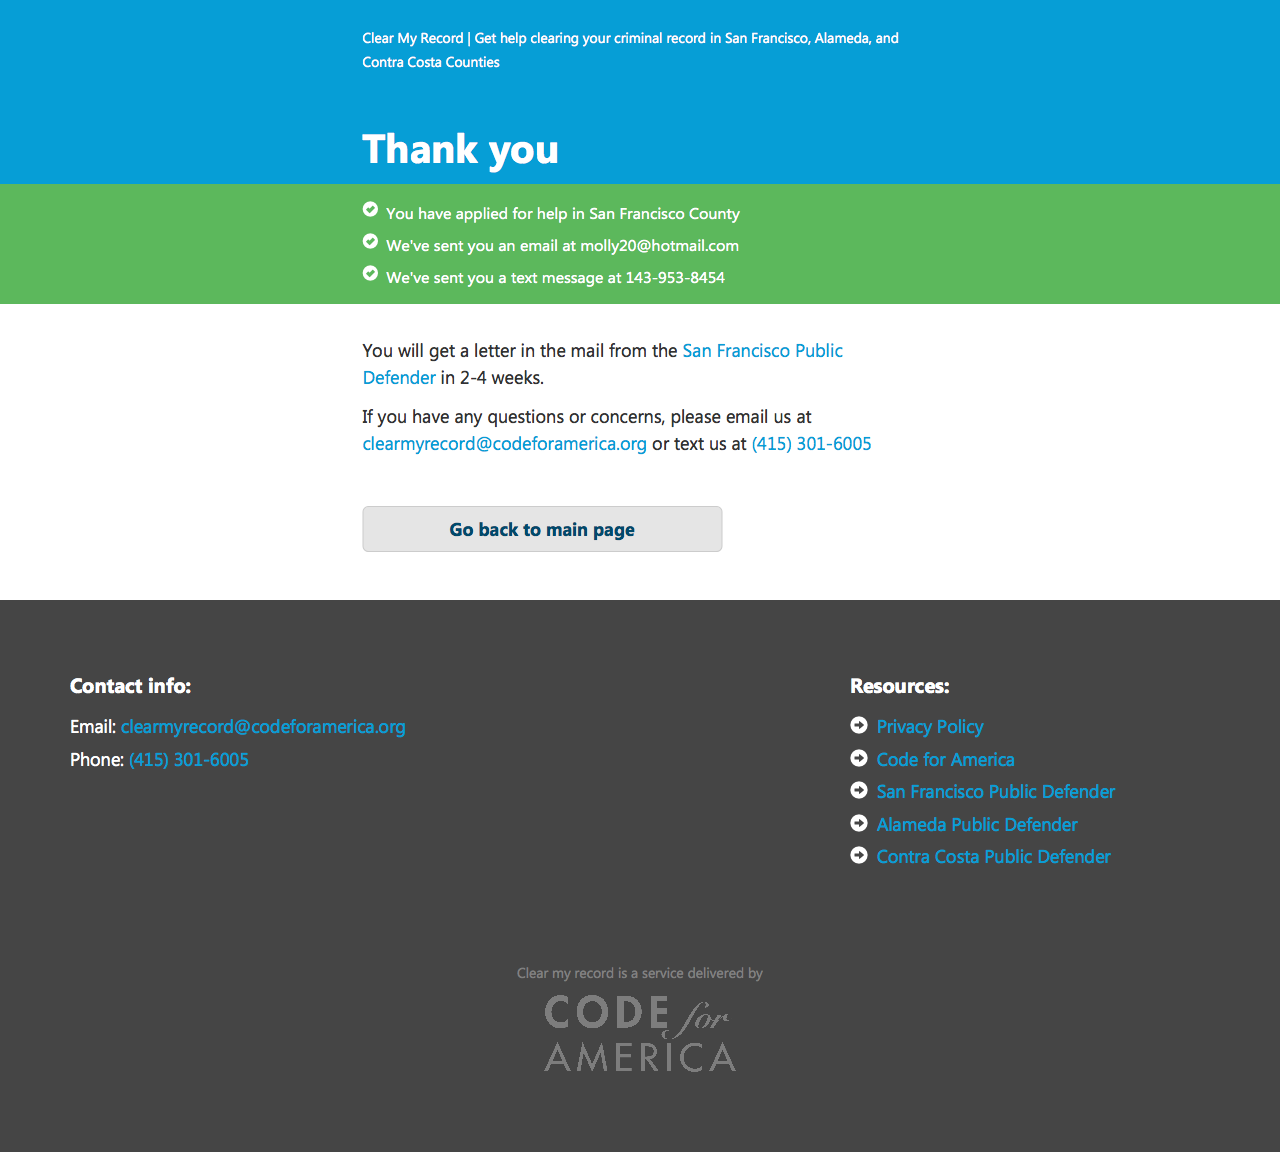 Clear My Record | Get help clearing your criminal record in San Francisco, Alameda, and
Contra Costa Counties
Thank you
You have applied for help in San Francisco County
We've sent you an email at molly20@hotmail.com
We've sent you a text message at 143-953-8454
You will get a letter in the mail from the San Francisco Public
Defender in 2-4 weeks.
If you have any questions or concerns, please email us at
clearmyrecord@codeforamerica.org or text us at (415) 301-6005
Go back to main page
Contact info:
Email: clearmyrecord@codeforamerica.org
Phone: (415) 301-6005
Resources:
Privacy Policy
Code for America
San Francisco Public Defender
Alameda Public Defender
Contra Costa Public Defender
Clear my record is a service delivered by
CODE for
AMERICA